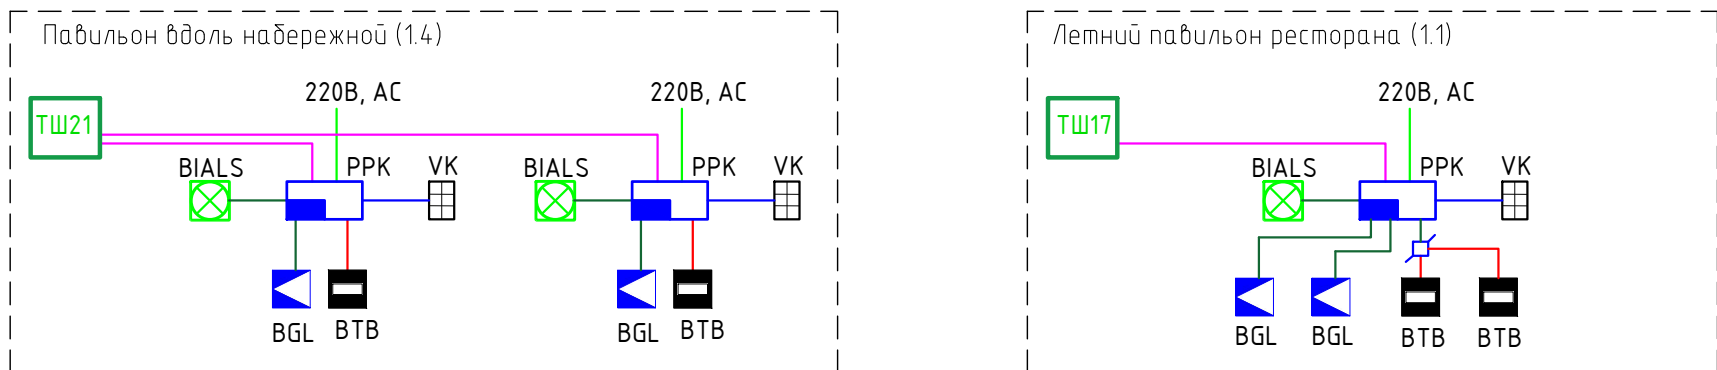 Павильон вдоль набережной (1.4)
220В, АС
220В, АС
ТШ21
BIALS
PPK
VK
BIALS
PPK
VK
BGL
BTB
BGL
BTB
Летний павильон ресторана (1.1)
220В, АС
ТШ17
BIALS
PPK
VK
BGL
BGL
BTB
BTB